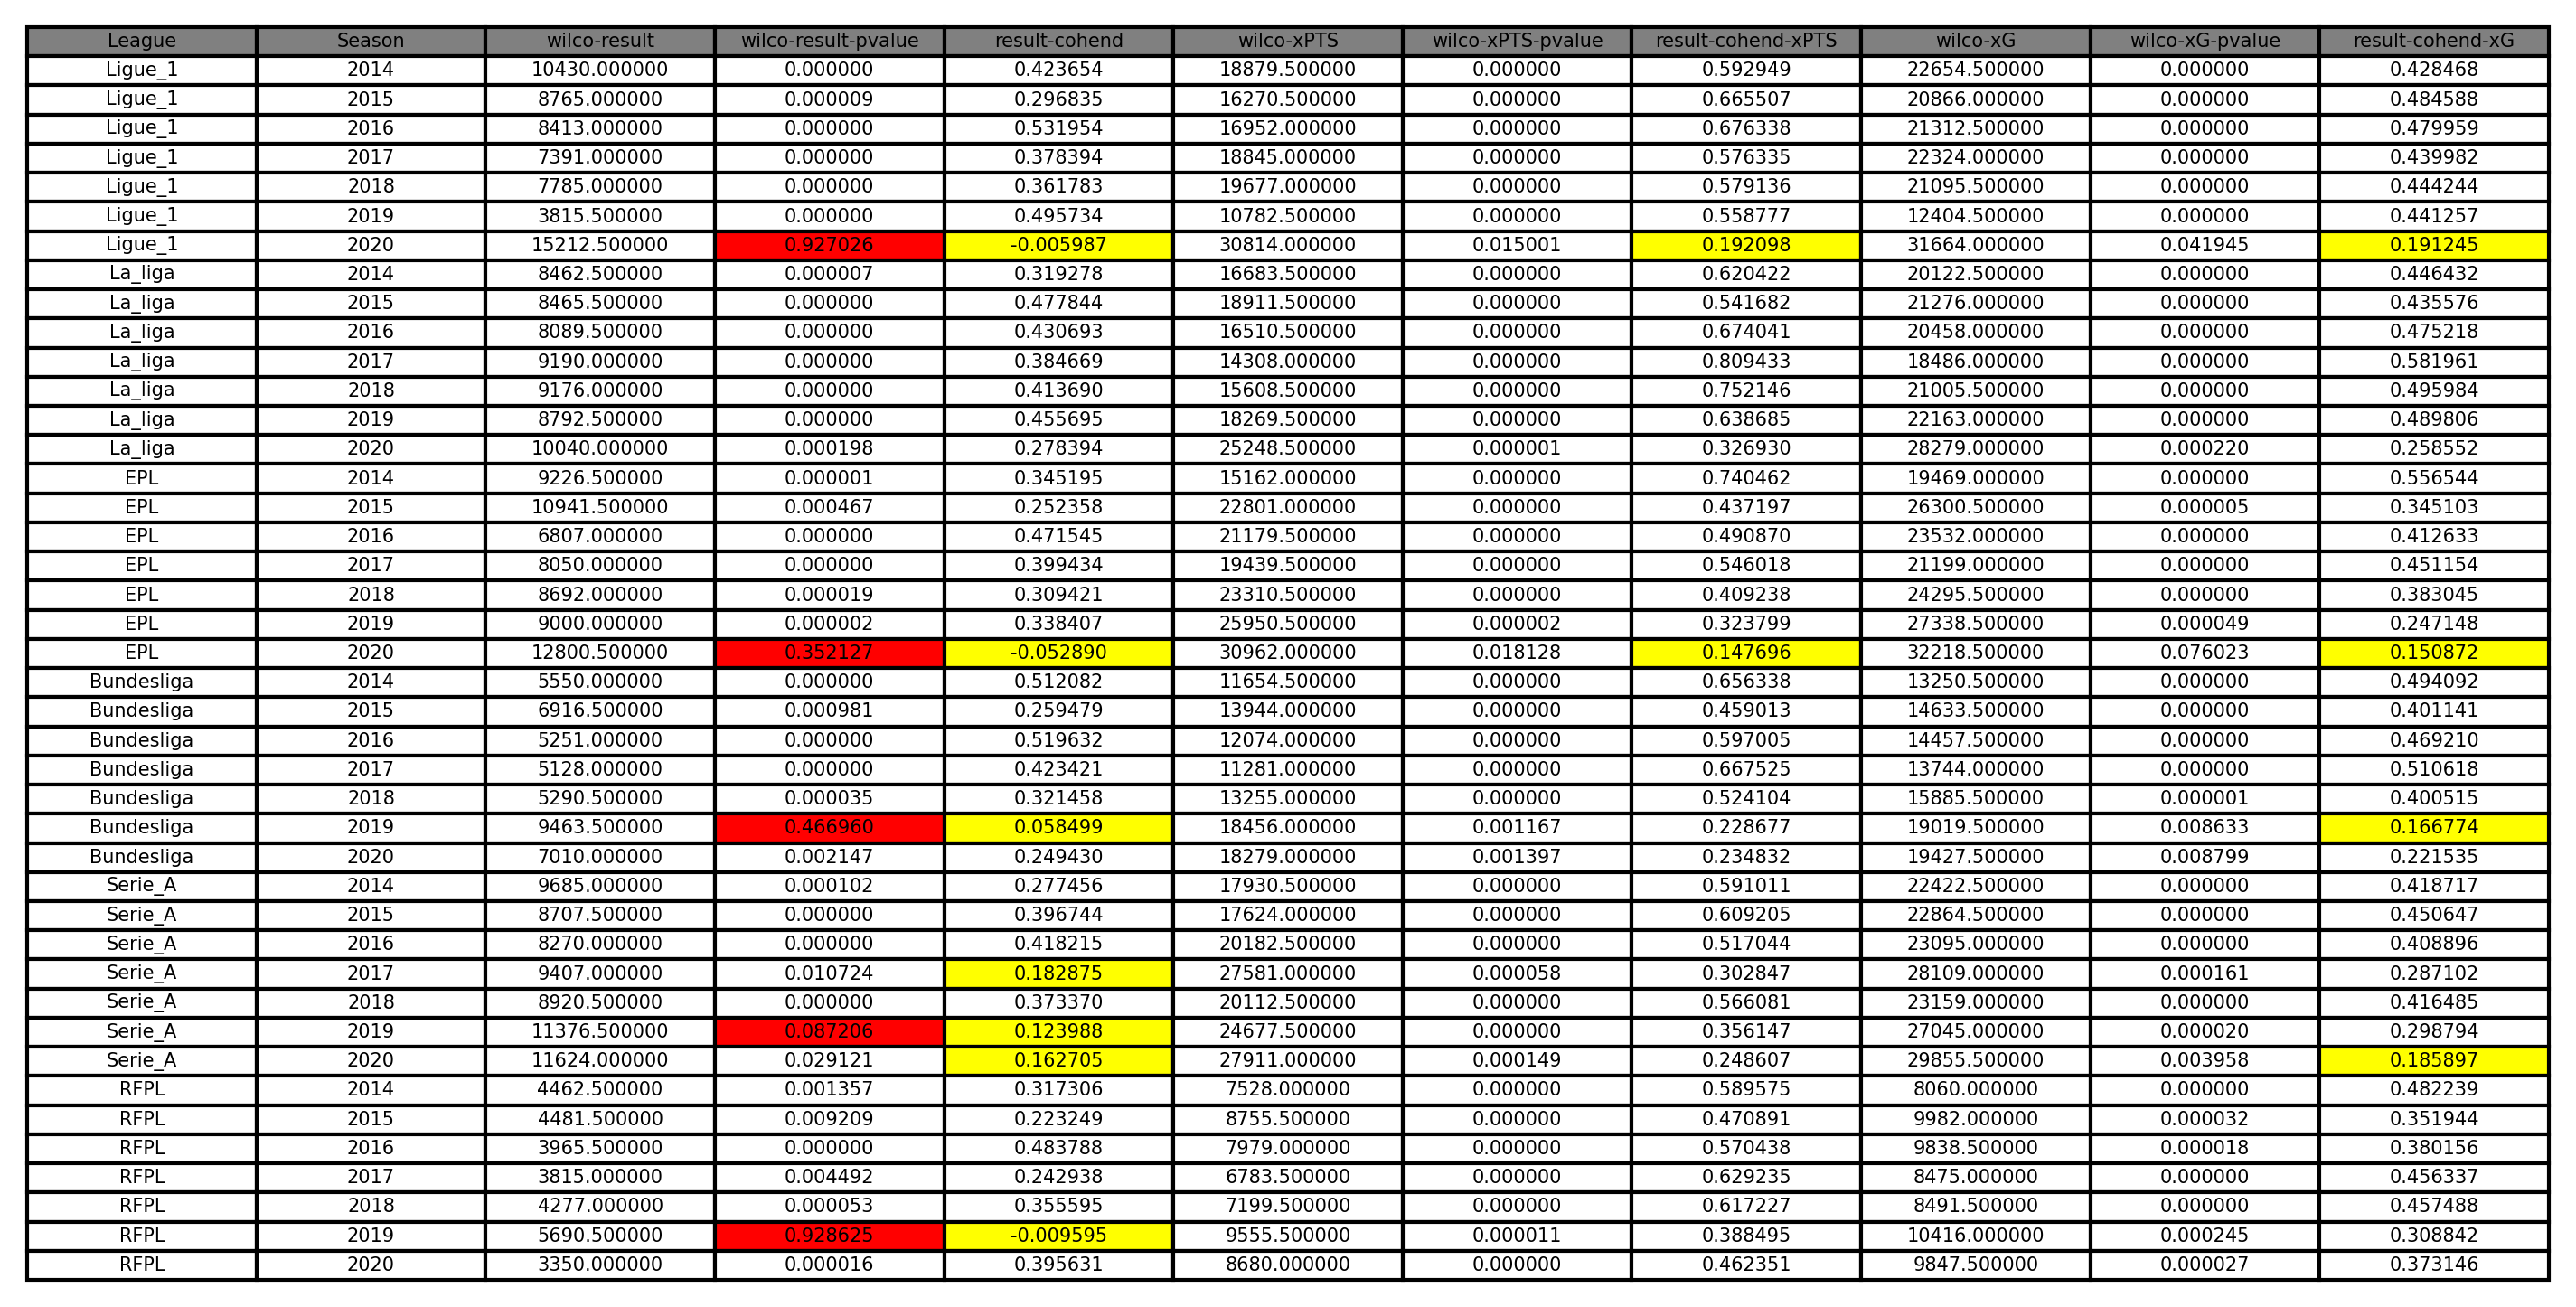 League Season wilco-result wilco-result-pvalue result-cohend wilco-xPTS wilco-xPTS-pvalue result-cohend-xPTS wilco-xG wilco-xG-pvalue result-cohend-xG
Ligue_1 2014 10430.000000 0.000000 0.423654 18879.500000 0.000000 0.592949 22654.500000 0.000000 0.428468
Ligue_1 2015 8765.000000 0.000009 0.296835 16270.500000 0.000000 0.665507 20866.000000 0.000000 0.484588
Ligue_1 2016 8413.000000 0.000000 0.531954 16952.000000 0.000000 0.676338 21312.500000 0.000000 0.479959
Ligue_1 2017 7391.000000 0.000000 0.378394 18845.000000 0.000000 0.576335 22324.000000 0.000000 0.439982
Ligue_1 2018 7785.000000 0.000000 0.361783 19677.000000 0.000000 0.579136 21095.500000 0.000000 0.444244
Ligue_1 2019 3815.500000 0.000000 0.495734 10782.500000 0.000000 0.558777 12404.500000 0.000000 0.441257
Ligue_1 2020 15212.500000 0.927026 -0.005987 30814.000000 0.015001 0.192098 31664.000000 0.041945 0.191245
La_liga 2014 8462.500000 0.000007 0.319278 16683.500000 0.000000 0.620422 20122.500000 0.000000 0.446432
La_liga 2015 8465.500000 0.000000 0.477844 18911.500000 0.000000 0.541682 21276.000000 0.000000 0.435576
La_liga 2016 8089.500000 0.000000 0.430693 16510.500000 0.000000 0.674041 20458.000000 0.000000 0.475218
La_liga 2017 9190.000000 0.000000 0.384669 14308.000000 0.000000 0.809433 18486.000000 0.000000 0.581961
La_liga 2018 9176.000000 0.000000 0.413690 15608.500000 0.000000 0.752146 21005.500000 0.000000 0.495984
La_liga 2019 8792.500000 0.000000 0.455695 18269.500000 0.000000 0.638685 22163.000000 0.000000 0.489806
La_liga 2020 10040.000000 0.000198 0.278394 25248.500000 0.000001 0.326930 28279.000000 0.000220 0.258552
EPL 2014 9226.500000 0.000001 0.345195 15162.000000 0.000000 0.740462 19469.000000 0.000000 0.556544
EPL 2015 10941.500000 0.000467 0.252358 22801.000000 0.000000 0.437197 26300.500000 0.000005 0.345103
EPL 2016 6807.000000 0.000000 0.471545 21179.500000 0.000000 0.490870 23532.000000 0.000000 0.412633
EPL 2017 8050.000000 0.000000 0.399434 19439.500000 0.000000 0.546018 21199.000000 0.000000 0.451154
EPL 2018 8692.000000 0.000019 0.309421 23310.500000 0.000000 0.409238 24295.500000 0.000000 0.383045
EPL 2019 9000.000000 0.000002 0.338407 25950.500000 0.000002 0.323799 27338.500000 0.000049 0.247148
EPL 2020 12800.500000 0.352127 -0.052890 30962.000000 0.018128 0.147696 32218.500000 0.076023 0.150872
Bundesliga 2014 5550.000000 0.000000 0.512082 11654.500000 0.000000 0.656338 13250.500000 0.000000 0.494092
Bundesliga 2015 6916.500000 0.000981 0.259479 13944.000000 0.000000 0.459013 14633.500000 0.000000 0.401141
Bundesliga 2016 5251.000000 0.000000 0.519632 12074.000000 0.000000 0.597005 14457.500000 0.000000 0.469210
Bundesliga 2017 5128.000000 0.000000 0.423421 11281.000000 0.000000 0.667525 13744.000000 0.000000 0.510618
Bundesliga 2018 5290.500000 0.000035 0.321458 13255.000000 0.000000 0.524104 15885.500000 0.000001 0.400515
Bundesliga 2019 9463.500000 0.466960 0.058499 18456.000000 0.001167 0.228677 19019.500000 0.008633 0.166774
Bundesliga 2020 7010.000000 0.002147 0.249430 18279.000000 0.001397 0.234832 19427.500000 0.008799 0.221535
Serie_A 2014 9685.000000 0.000102 0.277456 17930.500000 0.000000 0.591011 22422.500000 0.000000 0.418717
Serie_A 2015 8707.500000 0.000000 0.396744 17624.000000 0.000000 0.609205 22864.500000 0.000000 0.450647
Serie_A 2016 8270.000000 0.000000 0.418215 20182.500000 0.000000 0.517044 23095.000000 0.000000 0.408896
Serie_A 2017 9407.000000 0.010724 0.182875 27581.000000 0.000058 0.302847 28109.000000 0.000161 0.287102
Serie_A 2018 8920.500000 0.000000 0.373370 20112.500000 0.000000 0.566081 23159.000000 0.000000 0.416485
Serie_A 2019 11376.500000 0.087206 0.123988 24677.500000 0.000000 0.356147 27045.000000 0.000020 0.298794
Serie_A 2020 11624.000000 0.029121 0.162705 27911.000000 0.000149 0.248607 29855.500000 0.003958 0.185897
RFPL 2014 4462.500000 0.001357 0.317306 7528.000000 0.000000 0.589575 8060.000000 0.000000 0.482239
RFPL 2015 4481.500000 0.009209 0.223249 8755.500000 0.000000 0.470891 9982.000000 0.000032 0.351944
RFPL 2016 3965.500000 0.000000 0.483788 7979.000000 0.000000 0.570438 9838.500000 0.000018 0.380156
RFPL 2017 3815.000000 0.004492 0.242938 6783.500000 0.000000 0.629235 8475.000000 0.000000 0.456337
RFPL 2018 4277.000000 0.000053 0.355595 7199.500000 0.000000 0.617227 8491.500000 0.000000 0.457488
RFPL 2019 5690.500000 0.928625 -0.009595 9555.500000 0.000011 0.388495 10416.000000 0.000245 0.308842
RFPL 2020 3350.000000 0.000016 0.395631 8680.000000 0.000000 0.462351 9847.500000 0.000027 0.373146